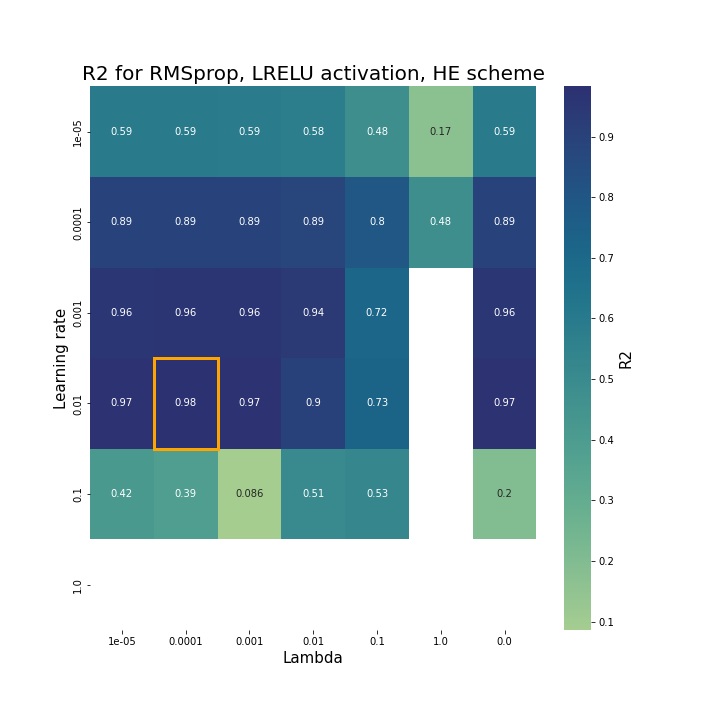 R2 for RMSprop, LRELU activation, HE scheme
1e-05 0.59 0.59 0.59 0.58 0.48 0.17 0.59
0.0001 0.89 0.89 0.89 0.89 0.8 0.48 0.89
0.001 0.96 0.96 0.96 0.94 0.72 0.96
0.01 0.97 0.98 0.97 0.9 0.73 0.97
0.1 0.42 0.39 0.086 0.51 0.53 0.2
1.0
Learning rate
1e-05 0.0001 0.001 0.01 0.1 1.0 0.0
Lambda
0.9
0.8
0.7
0.6
0.5
0.4
0.3
0.2
0.1
R2